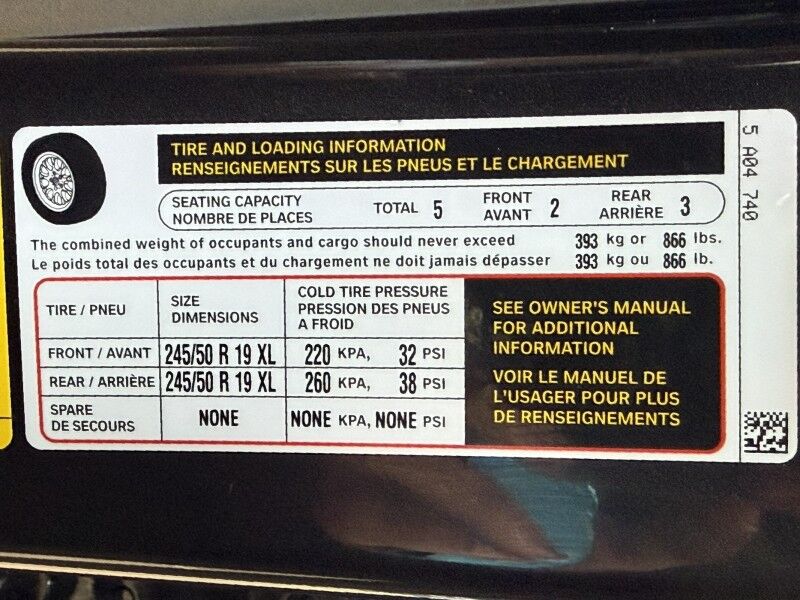 TIRE AND LOADING INFORMATION
RENSEIGNEMENTS SUR LES PNEUS ET LE CHARGEMENT
SEATING CAPACITY
NOMBRE DE PLACES
TOTAL 5
FRONT
AVANT 2
REAR
ARRIÈRE 3
The combined weight of occupants and cargo should never exceed 393 kg or 866 lbs.
Le poids total des occupants et du chargement ne doit jamais dépasser 393 kg ou 866 lb.
TIRE / PNEU
SIZE
DIMENSIONS
COLD TIRE PRESSURE
PRESSION DES PNEUS
A FROID
FRONT / AVANT 245/50 R 19 XL 220 KPA, 32 PSI
REAR / ARRIÈRE 245/50 R 19 XL 260 KPA, 38 PSI
SPARE
DE SECOURS
NONE NONE KPA, NONE PSI
SEE OWNER'S MANUAL
FOR ADDITIONAL
INFORMATION
VOIR LE MANUEL DE
L'USAGER POUR PLUS
DE RENSEIGNEMENTS
5 A04 740